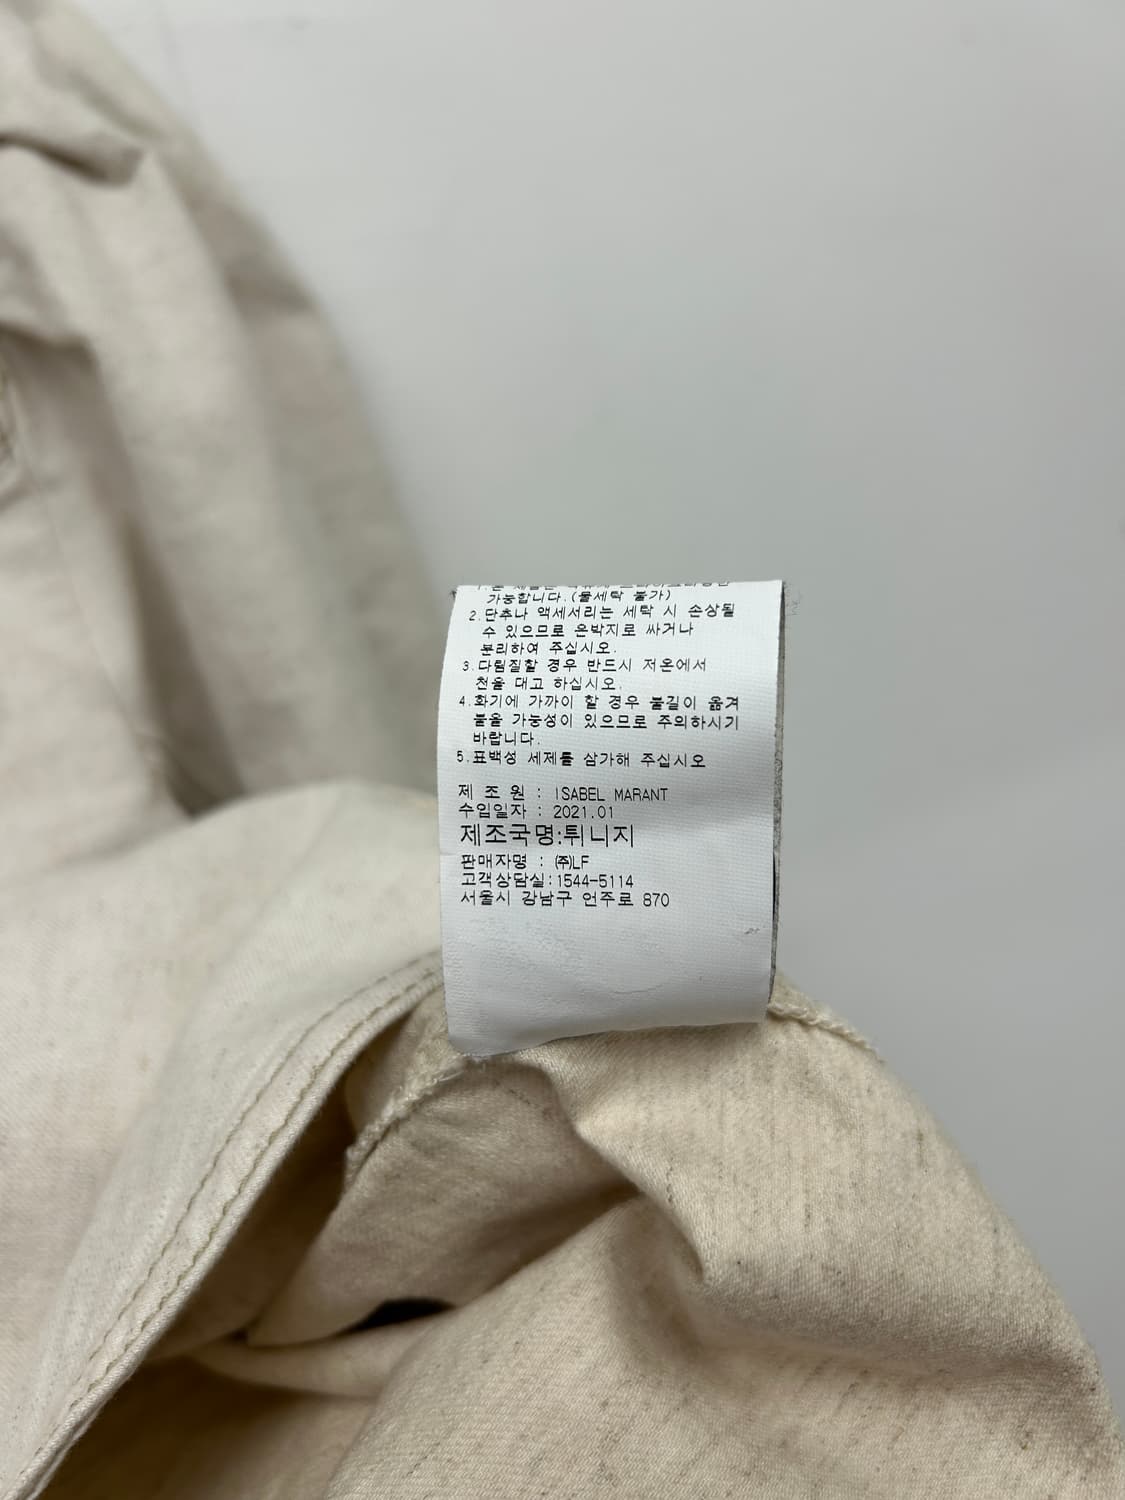 가능합니다.(물세탁 불가)
2.단추나 액세서리는 세탁 시 손상될
수 있으므로 은박지로 싸거나
분리하여 주십시오.
3.다림질할 경우 반드시 저온에서
천을 대고 하십시오.
4.화기에 가까이 할 경우 불길이 옮겨
붙을 가능성이 있으므로 주의하시기
바랍니다.
5.표백성 세제를 삼가해 주십시오
제 조 원 : ISABEL MARANT
수입일자 : 2021.01
제조국명:튀니지
판매자명 : ㈜LF
고객상담실:1544-5114
서울시 강남구 언주로 870